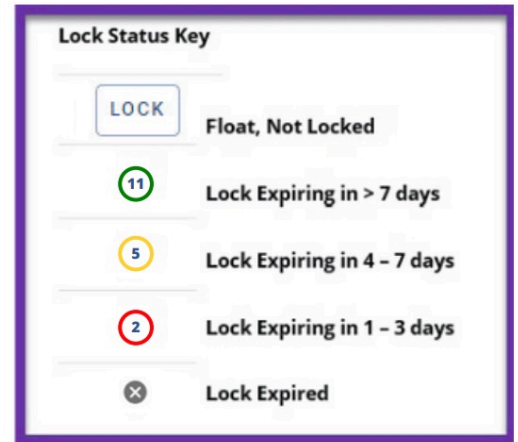 Lock Status Key
LOCK Float, Not Locked
11 Lock Expiring in > 7 days
5 Lock Expiring in 4 – 7 days
2 Lock Expiring in 1 – 3 days
Lock Expired